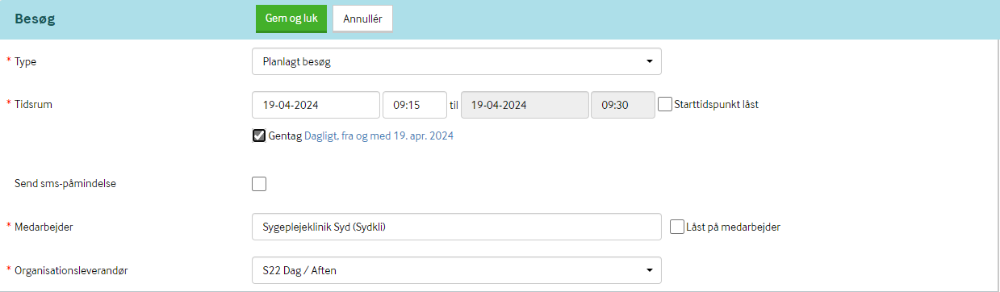 Besøg Gem og luk Annullér
* Type Planlagt besøg
* Tidsrum 19-04-2024 09:15 til 19-04-2024 09:30 Starttidspunkt låst
Gentag Dagligt, fra og med 19. apr. 2024
Send sms-påmindelse
* Medarbejder Sygeplejeklinik Syd (Sydkli) Låst på medarbejder
* Organisationsleverandør S22 Dag / Aften